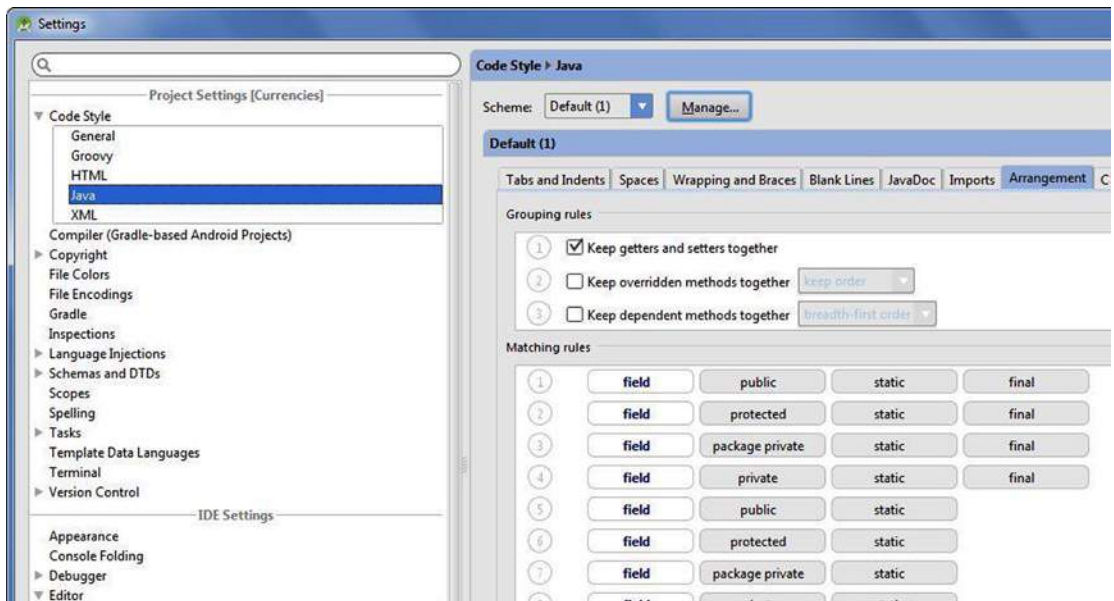 Settings
Project Settings [Currencies]
Code Style
General
Groovy
HTML
Java
XML
Compiler (Gradle-based Android Projects)
Copyright
File Colors
File Encodings
Gradle
Inspections
Language Injections
Schemas and DTDs
Scopes
Spelling
Tasks
Template Data Languages
Terminal
Version Control
IDE Settings
Appearance
Console Folding
Debugger
Editor
Code Style Java
Scheme: Default (1) Manage...
Default (1)
Tabs and Indents Spaces Wrapping and Braces Blank Lines JavaDoc Imports Arrangement C
Grouping rules
1 Keep getters and setters together
2 Keep overridden methods together keep order
3 Keep dependent methods together breadth-first order
Matching rules
1 field public static final
2 field protected static final
3 field package private static final
4 field private static final
5 field public static
6 field protected static
7 field package private static